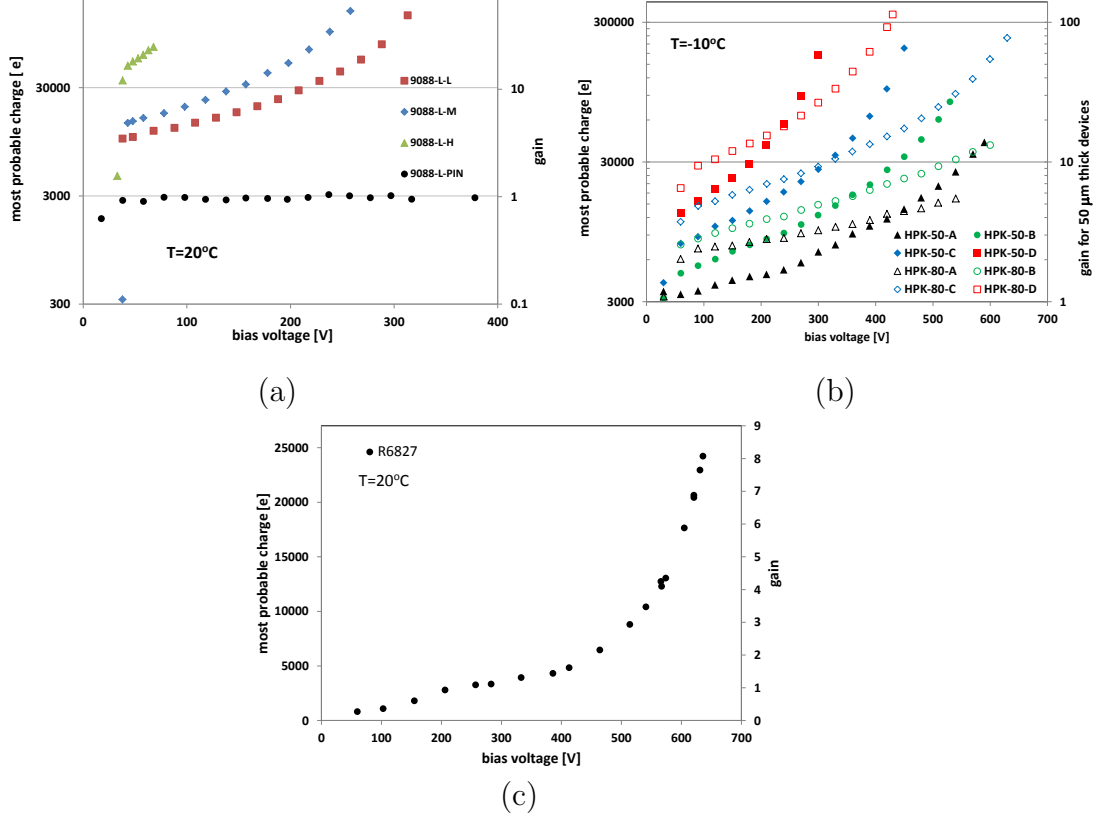 most probable charge [e]
30000
3000
300
0
100
200
300
400
bias voltage [V]
10
1
0.1
gain
9088-L-L
9088-L-M
9088-L-H
9088-L-PIN
T=20°C
(a)
T=-10°C
most probable charge [e]
300000
30000
3000
0
100
200
300
400
500
600
700
bias voltage [V]
100
10
1
gain for 50 µm thick devices
HPK-50-A
HPK-50-B
HPK-50-C
HPK-50-D
HPK-80-A
HPK-80-B
HPK-80-C
HPK-80-D
(b)
R6827
T=20°C
most probable charge [e]
25000
20000
15000
10000
5000
0
0
100
200
300
400
500
600
700
bias voltage [V]
9
8
7
6
5
4
3
2
1
0
gain
(c)